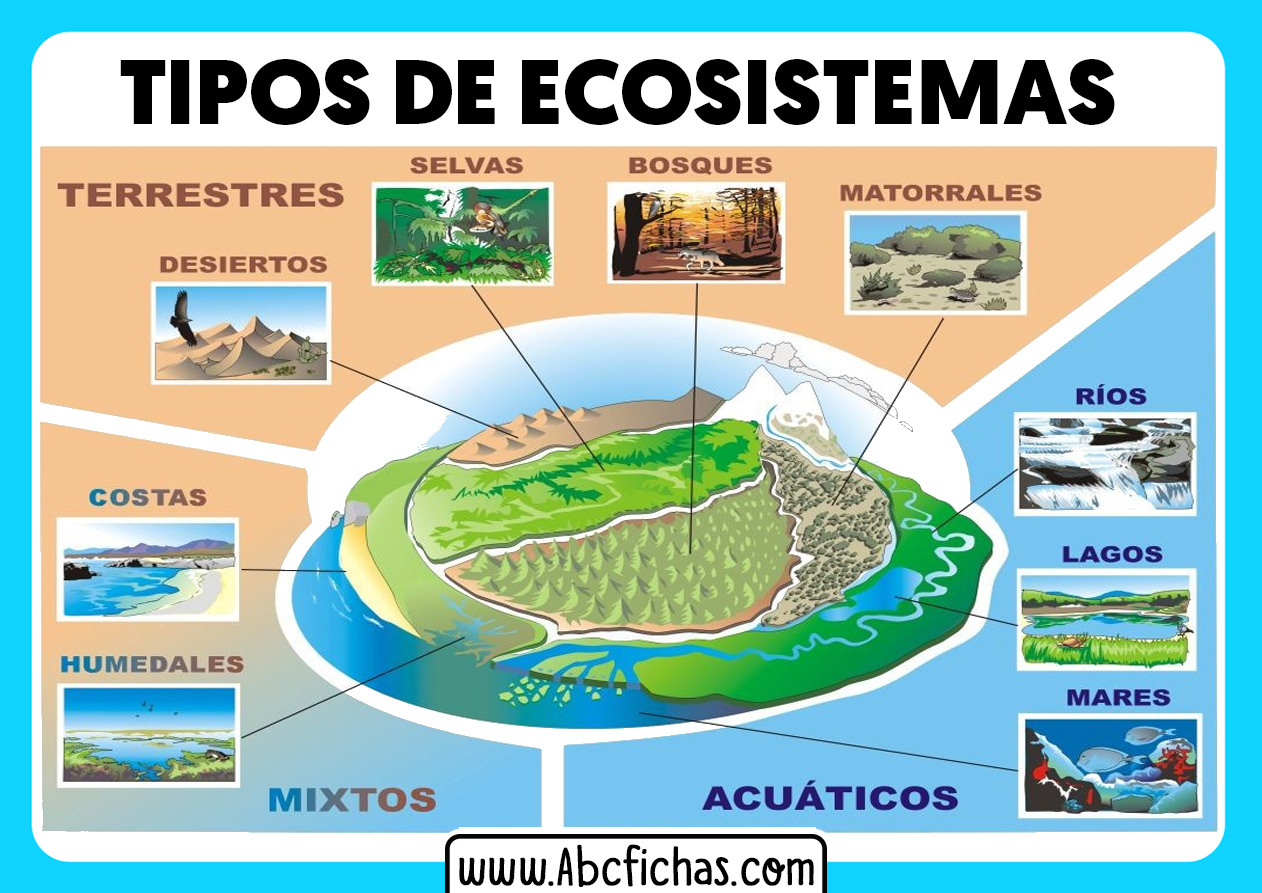 TIPOS DE ECOSISTEMAS
TERRESTRES
SELVAS
BOSQUES
MATORRALES
DESIERTOS
RÍOS
COSTAS
LAGOS
HUMEDALES
MARES
MIXTOS
ACUÁTICOS
www.Abcfichas.com